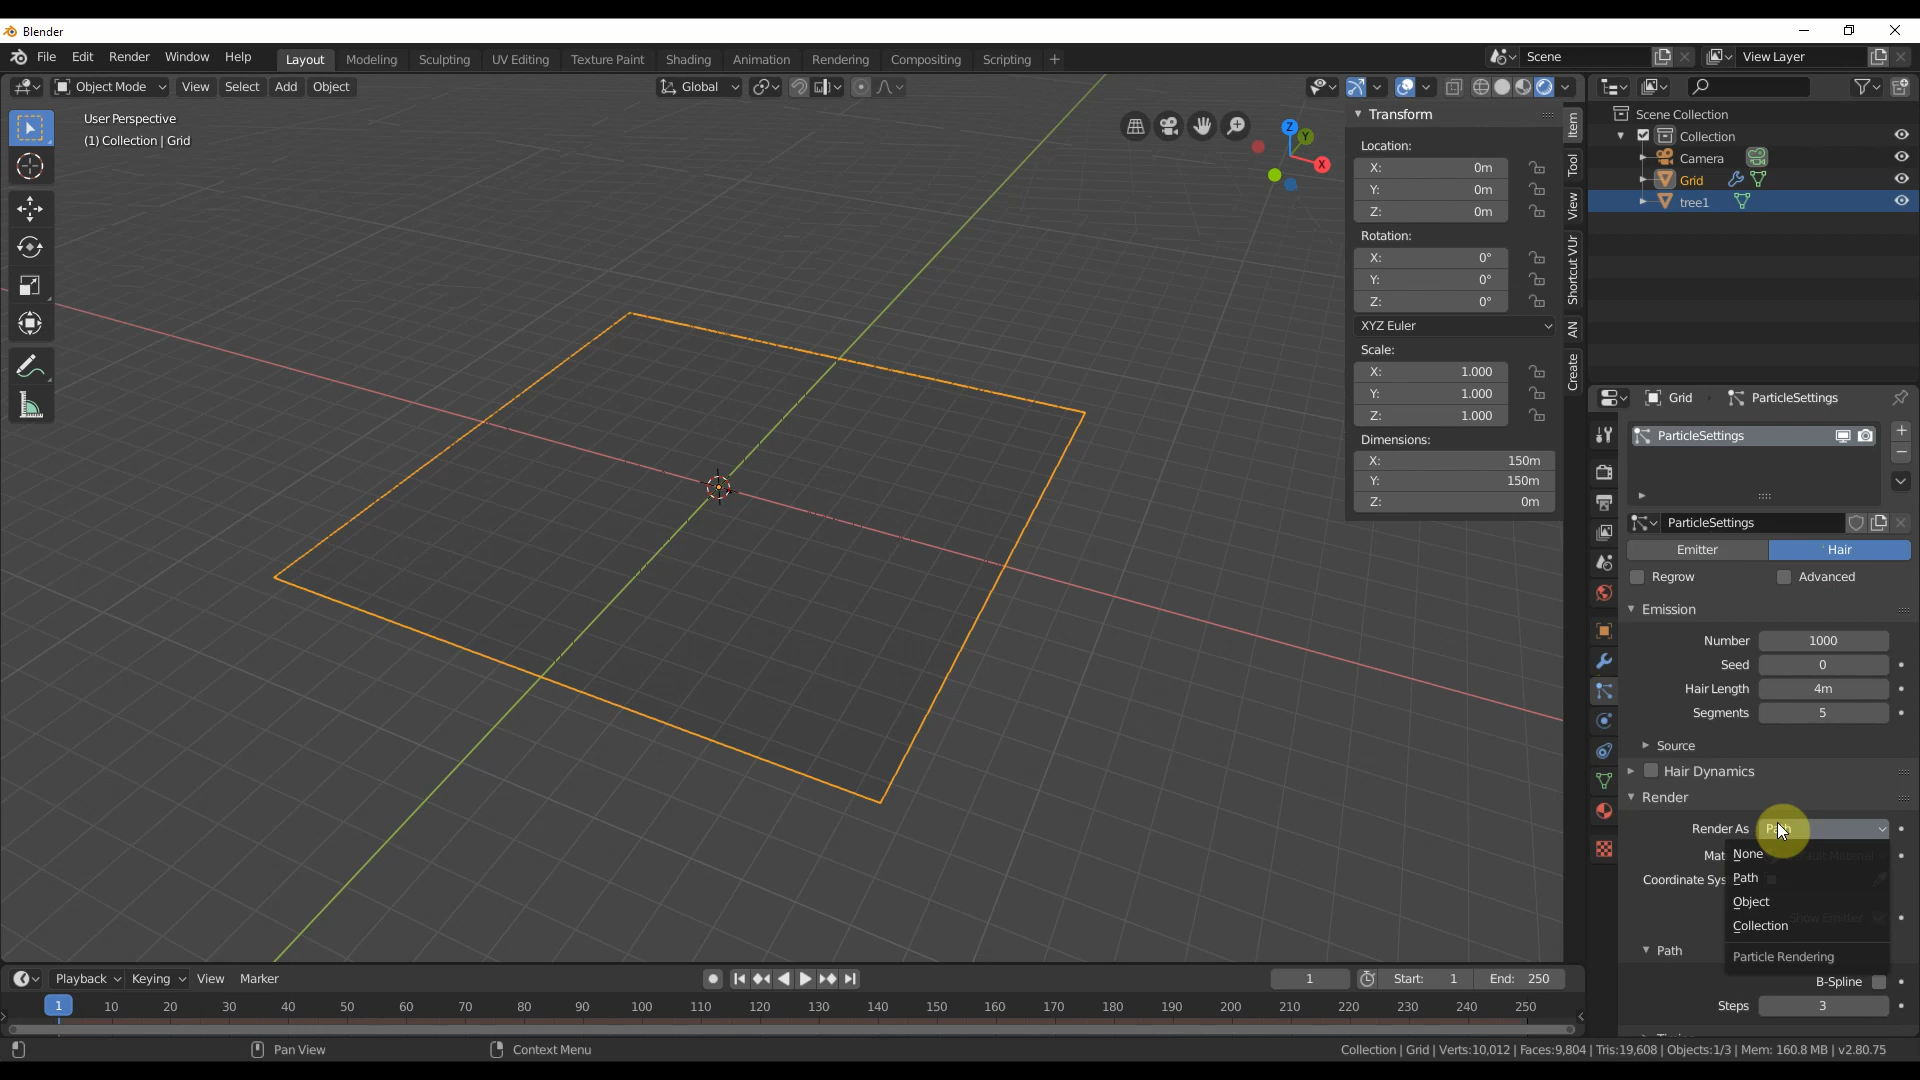 Blender
File Edit Render Window Help Layout Modeling Sculpting UV Editing Texture Paint Shading Animation Rendering Compositing Scripting + Scene View Layer
Object Mode View Select Add Object Global
User Perspective
(1) Collection | Grid
Z Y X
Transform
Location:
X: 0m
Y: 0m
Z: 0m
Rotation:
X: 0°
Y: 0°
Z: 0°
XYZ Euler
Scale:
X: 1.000
Y: 1.000
Z: 1.000
Dimensions:
X: 150m
Y: 150m
Z: 0m
Item
Tool
View
Shortcut VUr
AN
Create
Scene Collection
Collection
Camera
Grid
tree1
Grid ParticleSettings
ParticleSettings
ParticleSettings
Emitter Hair
Regrow Advanced
Emission
Number 1000
Seed 0
Hair Length 4m
Segments 5
Source
Hair Dynamics
Render
Render As Path
Mat
None
Path
Coordinate Sys
Object
Show Emitter
Collection
Path
Particle Rendering
B-Spline
Steps 3
Playback Keying View Marker 1 Start: 1 End: 250
1 10 20 30 40 50 60 70 80 90 100 110 120 130 140 150 160 170 180 190 200 210 220 230 240 250
Pan View Context Menu Collection | Grid | Verts:10,012 | Faces:9,804 | Tris:19,608 | Objects:1/3 | Mem: 160.8 MB | v2.80.75